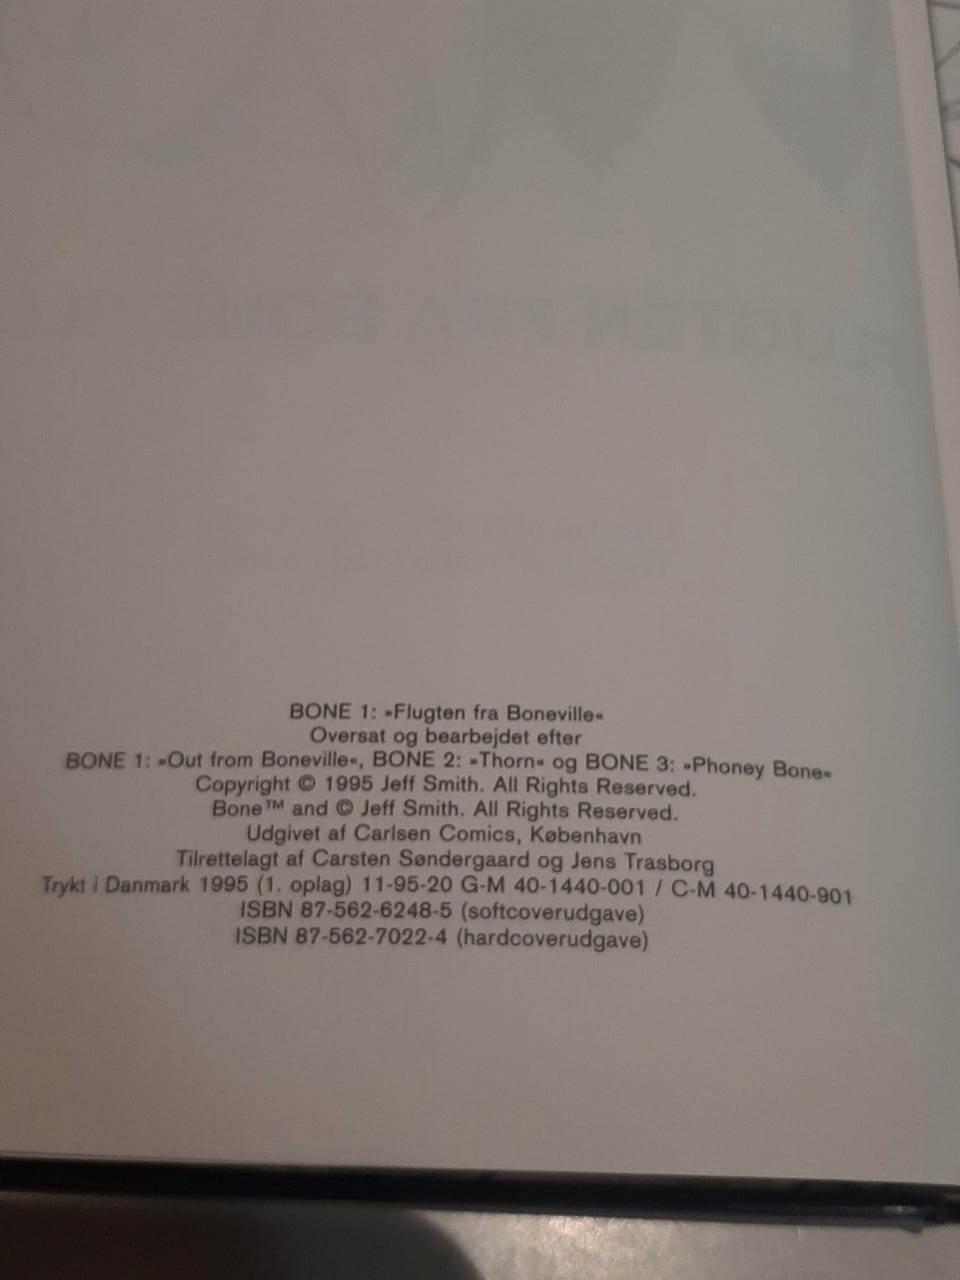 BONE 1: »Flugten fra Boneville«
Oversat og bearbejdet efter
BONE 1: »Out from Boneville«, BONE 2: »Thorn« og BONE 3: »Phoney Bone«
Copyright © 1995 Jeff Smith. All Rights Reserved.
Bone™ and © Jeff Smith. All Rights Reserved.
Udgivet af Carlsen Comics, København
Tilrettelagt af Carsten Søndergaard og Jens Trasborg
Trykt i Danmark 1995 (1. oplag) 11-95-20 G-M 40-1440-001 / C-M 40-1440-901
ISBN 87-562-6248-5 (softcoverudgave)
ISBN 87-562-7022-4 (hardcoverudgave)